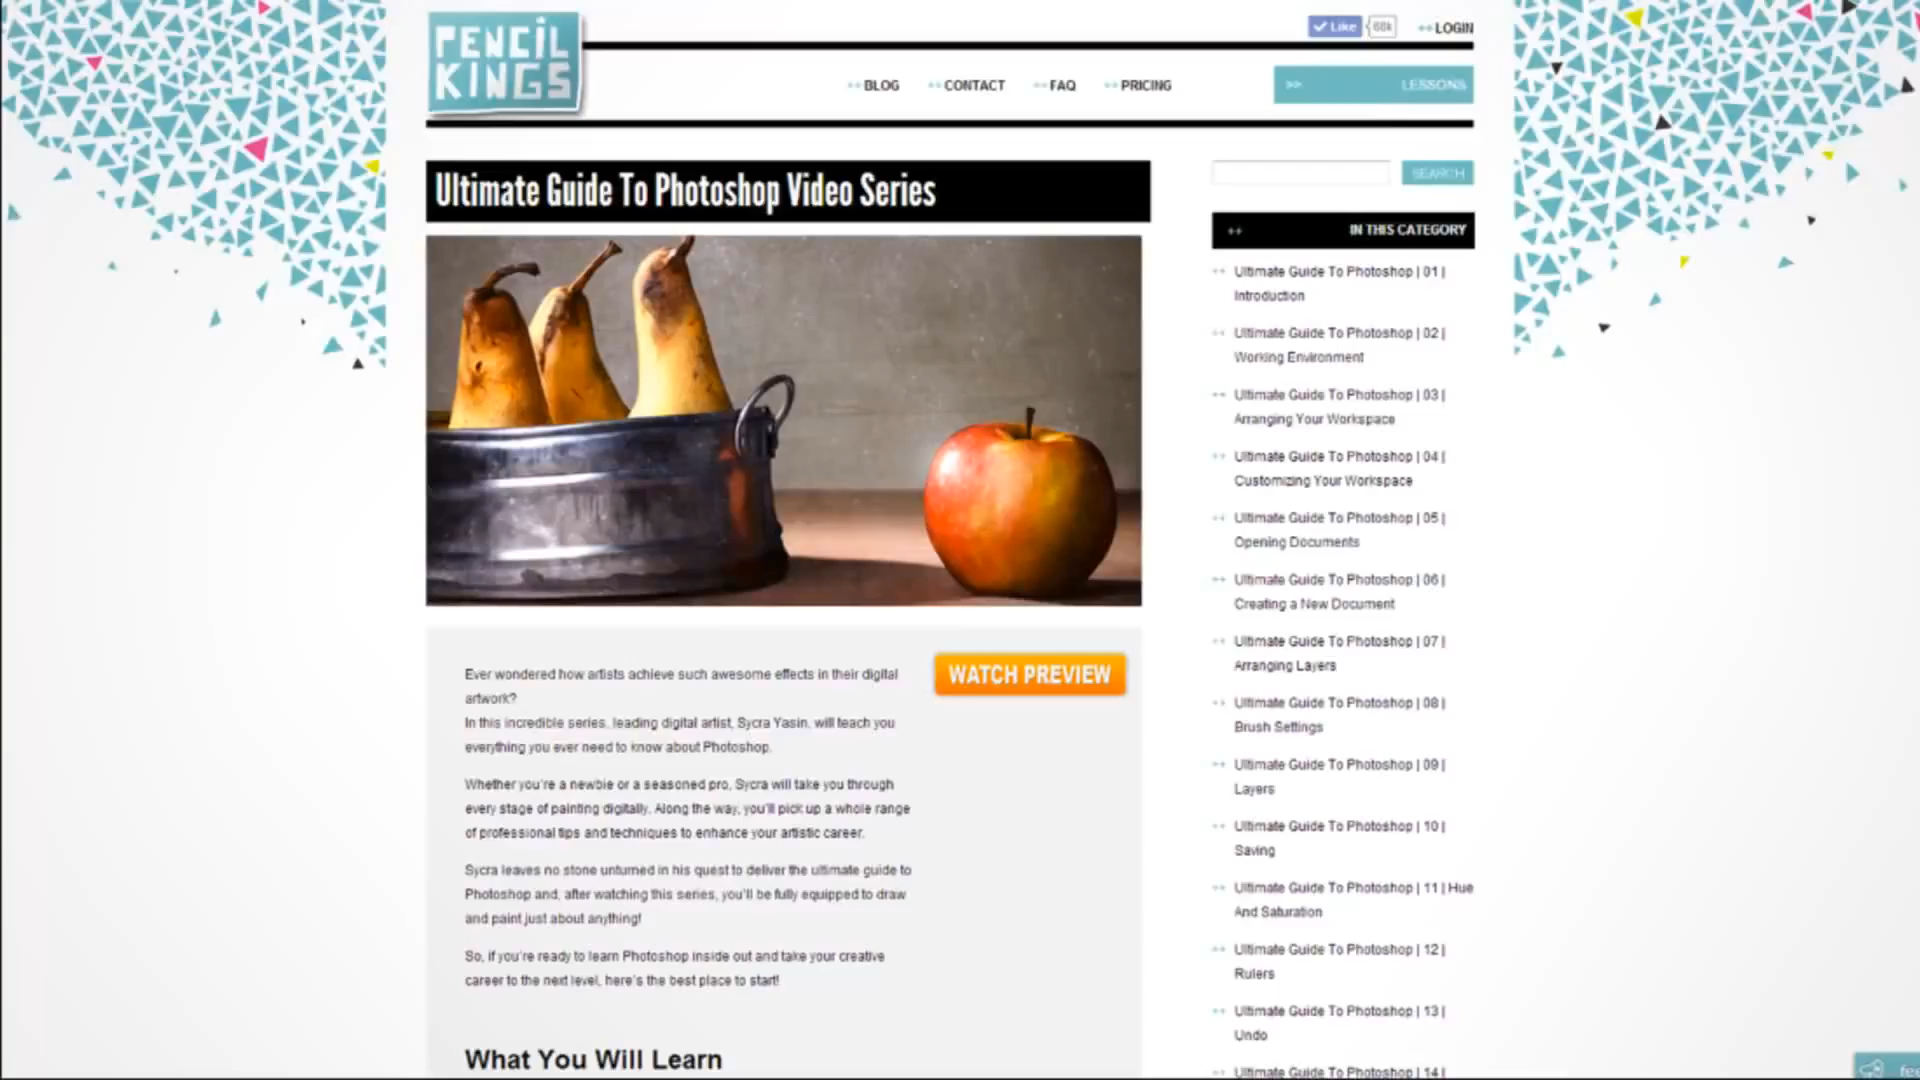 PENCIL
KINGS
Like
68k
LOGIN
BLOG
CONTACT
FAQ
PRICING
>>
LESSONS
Ultimate Guide To Photoshop Video Series
SEARCH
++
IN THIS CATEGORY
Ultimate Guide To Photoshop | 01 |
Introduction
Ultimate Guide To Photoshop | 02 |
Working Environment
Ultimate Guide To Photoshop | 03 |
Arranging Your Workspace
Ultimate Guide To Photoshop | 04 |
Customizing Your Workspace
Ultimate Guide To Photoshop | 05 |
Opening Documents
Ultimate Guide To Photoshop | 06 |
Creating a New Document
Ultimate Guide To Photoshop | 07 |
Arranging Layers
Ultimate Guide To Photoshop | 08 |
Brush Settings
Ultimate Guide To Photoshop | 09 |
Layers
Ultimate Guide To Photoshop | 10 |
Saving
Ultimate Guide To Photoshop | 11 | Hue
And Saturation
Ultimate Guide To Photoshop | 12 |
Rulers
Ultimate Guide To Photoshop | 13 |
Undo
Ultimate Guide To Photoshop | 14 |
WATCH PREVIEW
Ever wondered how artists achieve such awesome effects in their digital
artwork?
In this incredible series, leading digital artist, Sycra Yasin, will teach you
everything you ever need to know about Photoshop.
Whether you're a newbie or a seasoned pro, Sycra will take you through
every stage of painting digitally. Along the way, you'll pick up a whole range
of professional tips and techniques to enhance your artistic career.
Sycra leaves no stone unturned in his quest to deliver the ultimate guide to
Photoshop and, after watching this series, you'll be fully equipped to draw
and paint just about anything!
So, if you're ready to learn Photoshop inside out and take your creative
career to the next level, here's the best place to start!
What You Will Learn